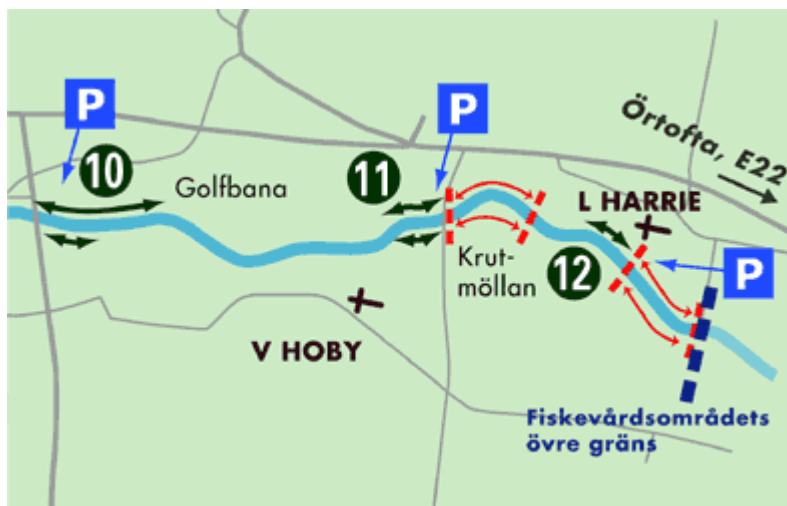 P
P
Örtofta, E22
10
Golfbana
11
L HARRIE
Krut-
möllan
12
P
V HOBY
Fiskevårdsområdets
övre gräns